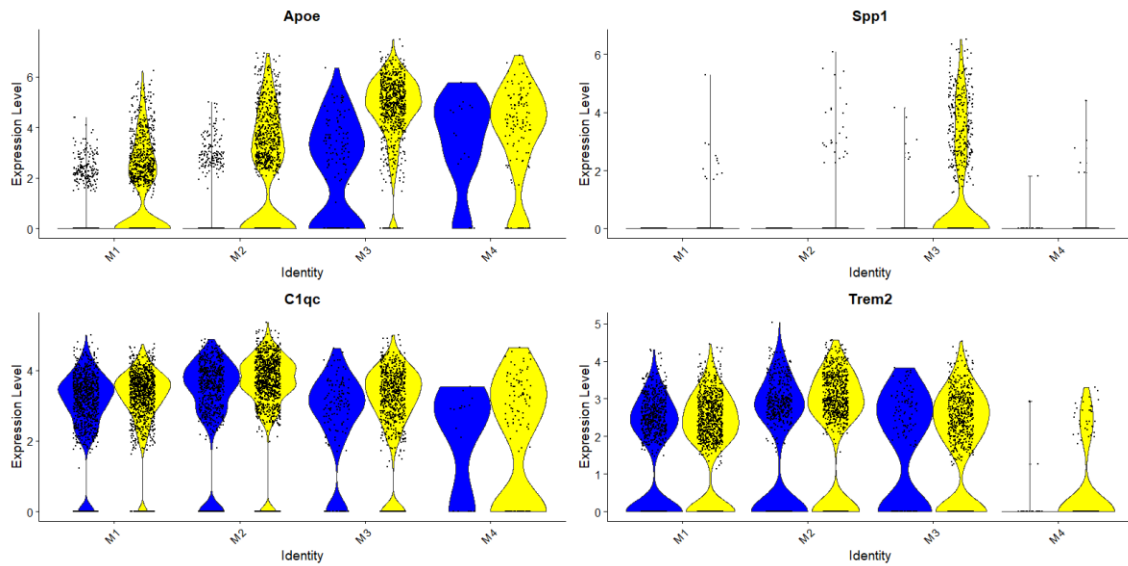 Apoe
Expression Level
6
4
2
0
M1
M2
M3
M4
Identity
Spp1
Expression Level
6
4
2
0
M1
M2
M3
M4
Identity
C1qc
Expression Level
4
2
0
M1
M2
M3
M4
Identity
Trem2
Expression Level
5
4
3
2
1
0
M1
M2
M3
M4
Identity